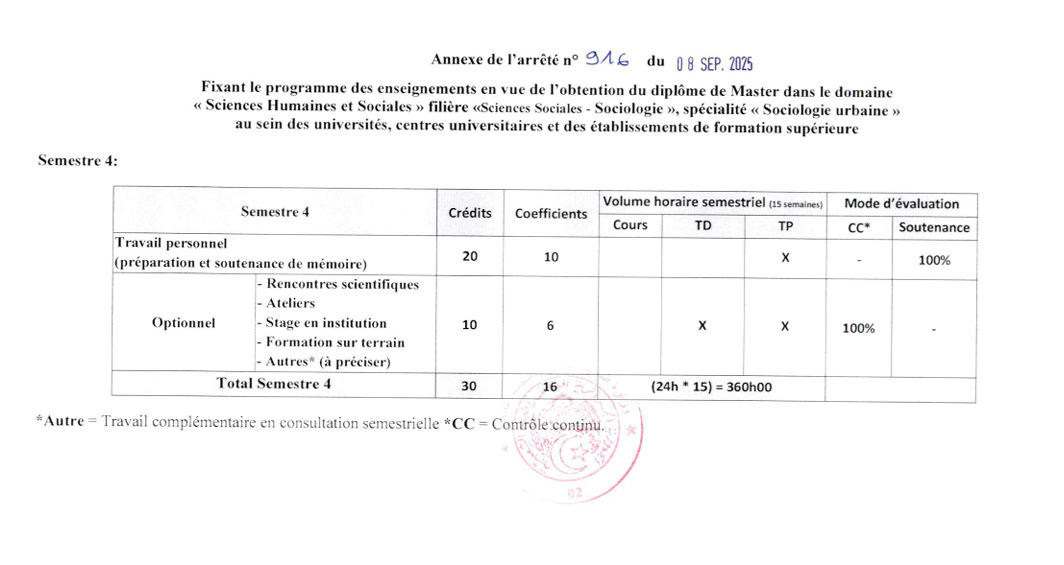 Annexe de l'arrêté n° 916 du 08 SEP. 2025
Fixant le programme des enseignements en vue de l'obtention du diplôme de Master dans le domaine
« Sciences Humaines et Sociales » filière «Sciences Sociales - Sociologie », spécialité « Sociologie urbaine »
au sein des universités, centres universitaires et des établissements de formation supérieure
Semestre 4:
Semestre 4 Crédits Coefficients Volume horaire semestriel (15 semaines) Mode d'évaluation
Cours TD TP CC* Soutenance
Travail personnel
(préparation et soutenance de mémoire) 20 10 X - 100%
- Rencontres scientifiques
- Ateliers
Optionnel - Stage en institution 10 6 X X 100% -
- Formation sur terrain
- Autres* (à préciser)
Total Semestre 4 30 16 (24h * 15) = 360h00
*Autre = Travail complémentaire en consultation semestrielle *CC = Contrôle continu.
02